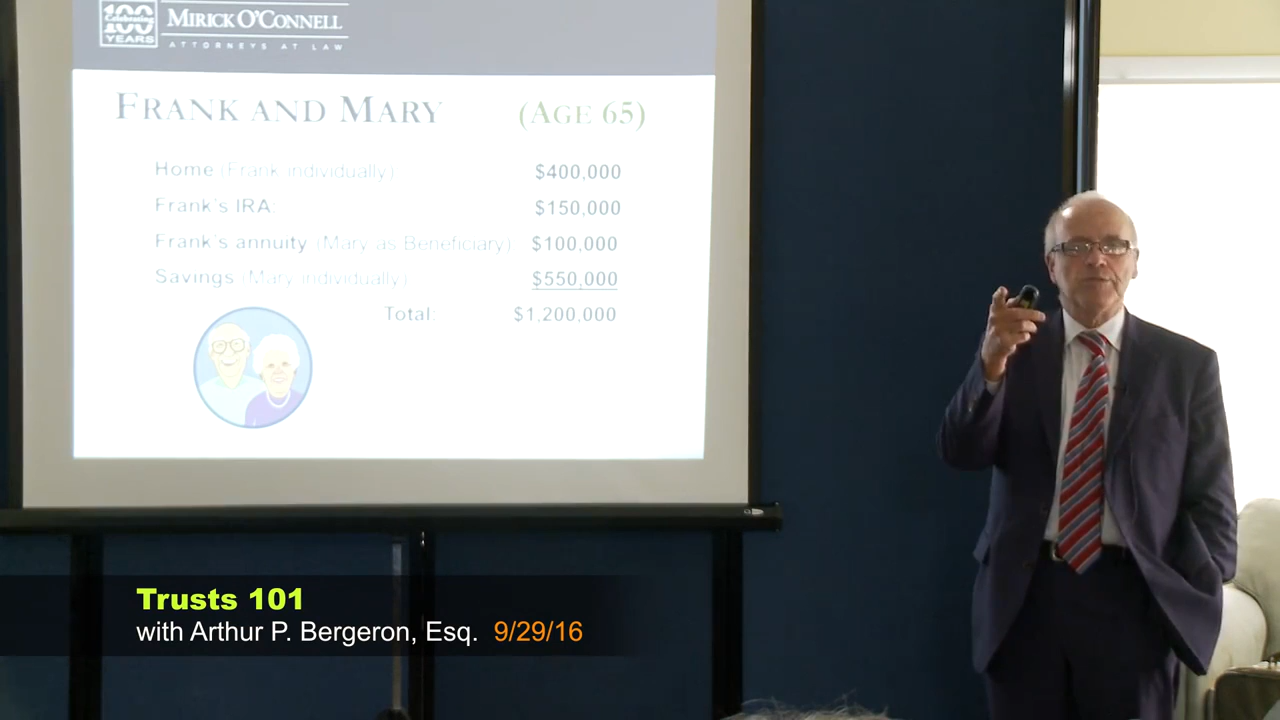 Celebrating
100
YEARS
MIRICK O'CONNELL
ATTORNEYS AT LAW
FRANK AND MARY (AGE 65)
Home (Frank individually) $400,000
Frank's IRA: $150,000
Frank's annuity (Mary as Beneficiary) $100,000
Savings (Mary individually) $550,000
Total: $1,200,000
Trusts 101
with Arthur P. Bergeron, Esq. 9/29/16